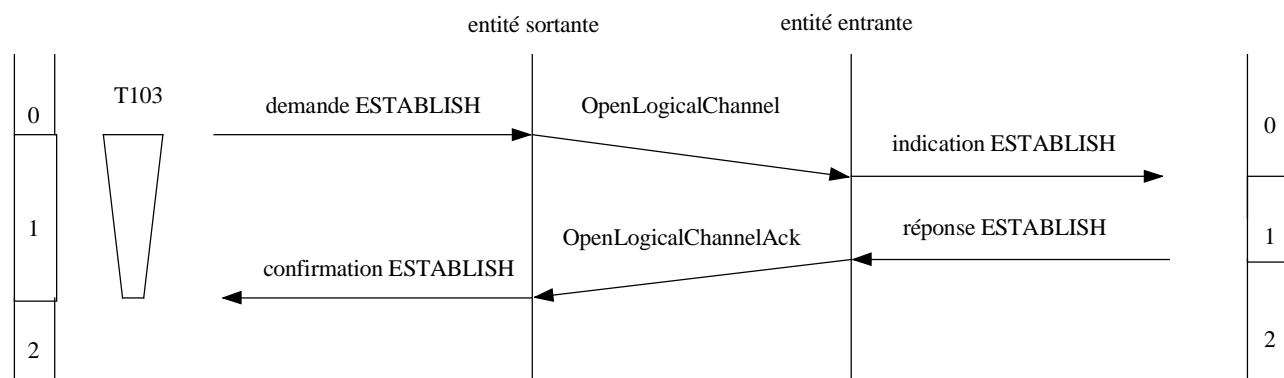 entité sortante
entité entrante
T103
demande ESTABLISH
OpenLogicalChannel
0
0
indication ESTABLISH
1
OpenLogicalChannelAck
réponse ESTABLISH
1
confirmation ESTABLISH
2
2